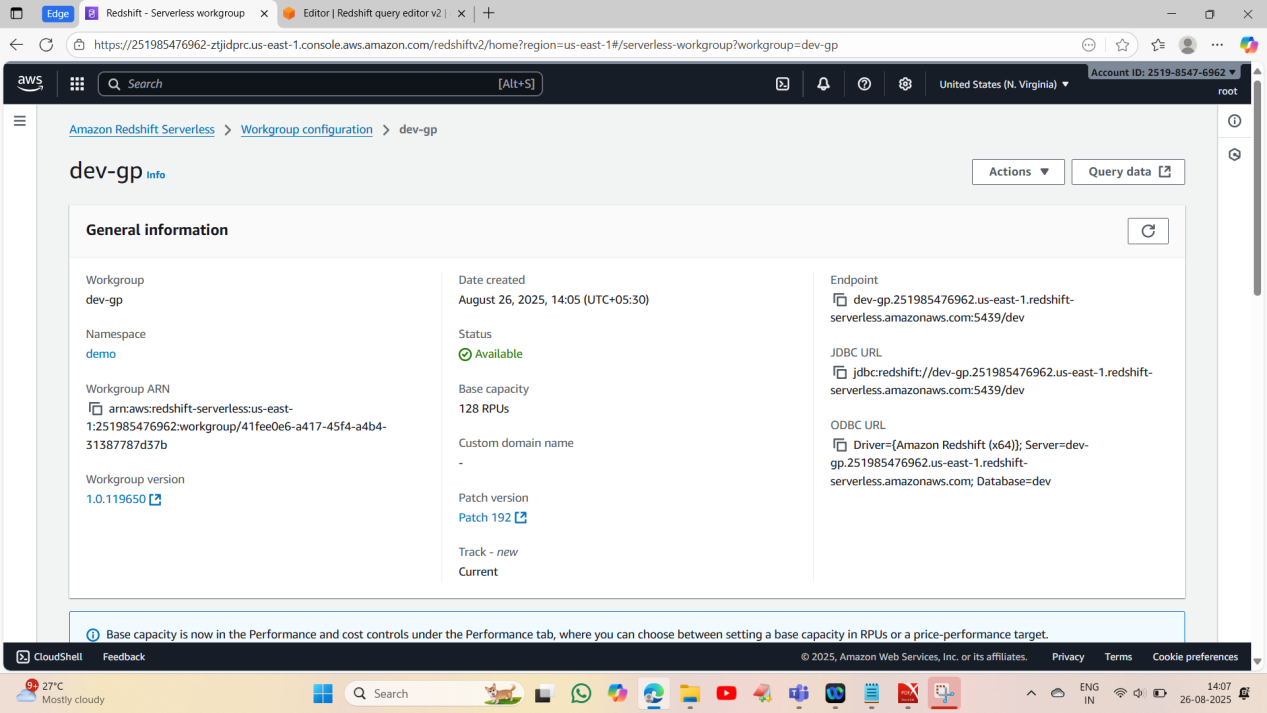 Edge
Redshift - Serverless workgroup
Editor | Redshift query editor v2 |
https://251985476962-ztjidprc.us-east-1.console.aws.amazon.com/redshiftv2/home?region=us-east-1#/serverless-workgroup?workgroup=dev-gp
aws
Search
[Alt+S]
United States (N. Virginia)
Account ID: 2519-8547-6962
root
Amazon Redshift Serverless
Workgroup configuration
dev-gp
dev-gp Info
Actions
Query data
General information
Workgroup
dev-gp
Namespace
demo
Workgroup ARN
arn:aws:redshift-serverless:us-east-
1:251985476962:workgroup/41fee0e6-a417-45f4-a4b4-
31387787d37b
Workgroup version
1.0.119650
Date created
August 26, 2025, 14:05 (UTC+05:30)
Status
Available
Base capacity
128 RPUs
Custom domain name
-
Patch version
Patch 192
Track - new
Current
Endpoint
dev-gp.251985476962.us-east-1.redshift-
serverless.amazonaws.com:5439/dev
JDBC URL
jdbc:redshift://dev-gp.251985476962.us-east-1.redshift-
serverless.amazonaws.com:5439/dev
ODBC URL
Driver={Amazon Redshift (x64)}; Server=dev-
gp.251985476962.us-east-1.redshift-
serverless.amazonaws.com; Database=dev
Base capacity is now in the Performance and cost controls under the Performance tab, where you can choose between setting a base capacity in RPUs or a price-performance target.
CloudShell
Feedback
© 2025, Amazon Web Services, Inc. or its affiliates.
Privacy
Terms
Cookie preferences
9+
27°C
Mostly cloudy
Search
ENG
IN
14:07
26-08-2025